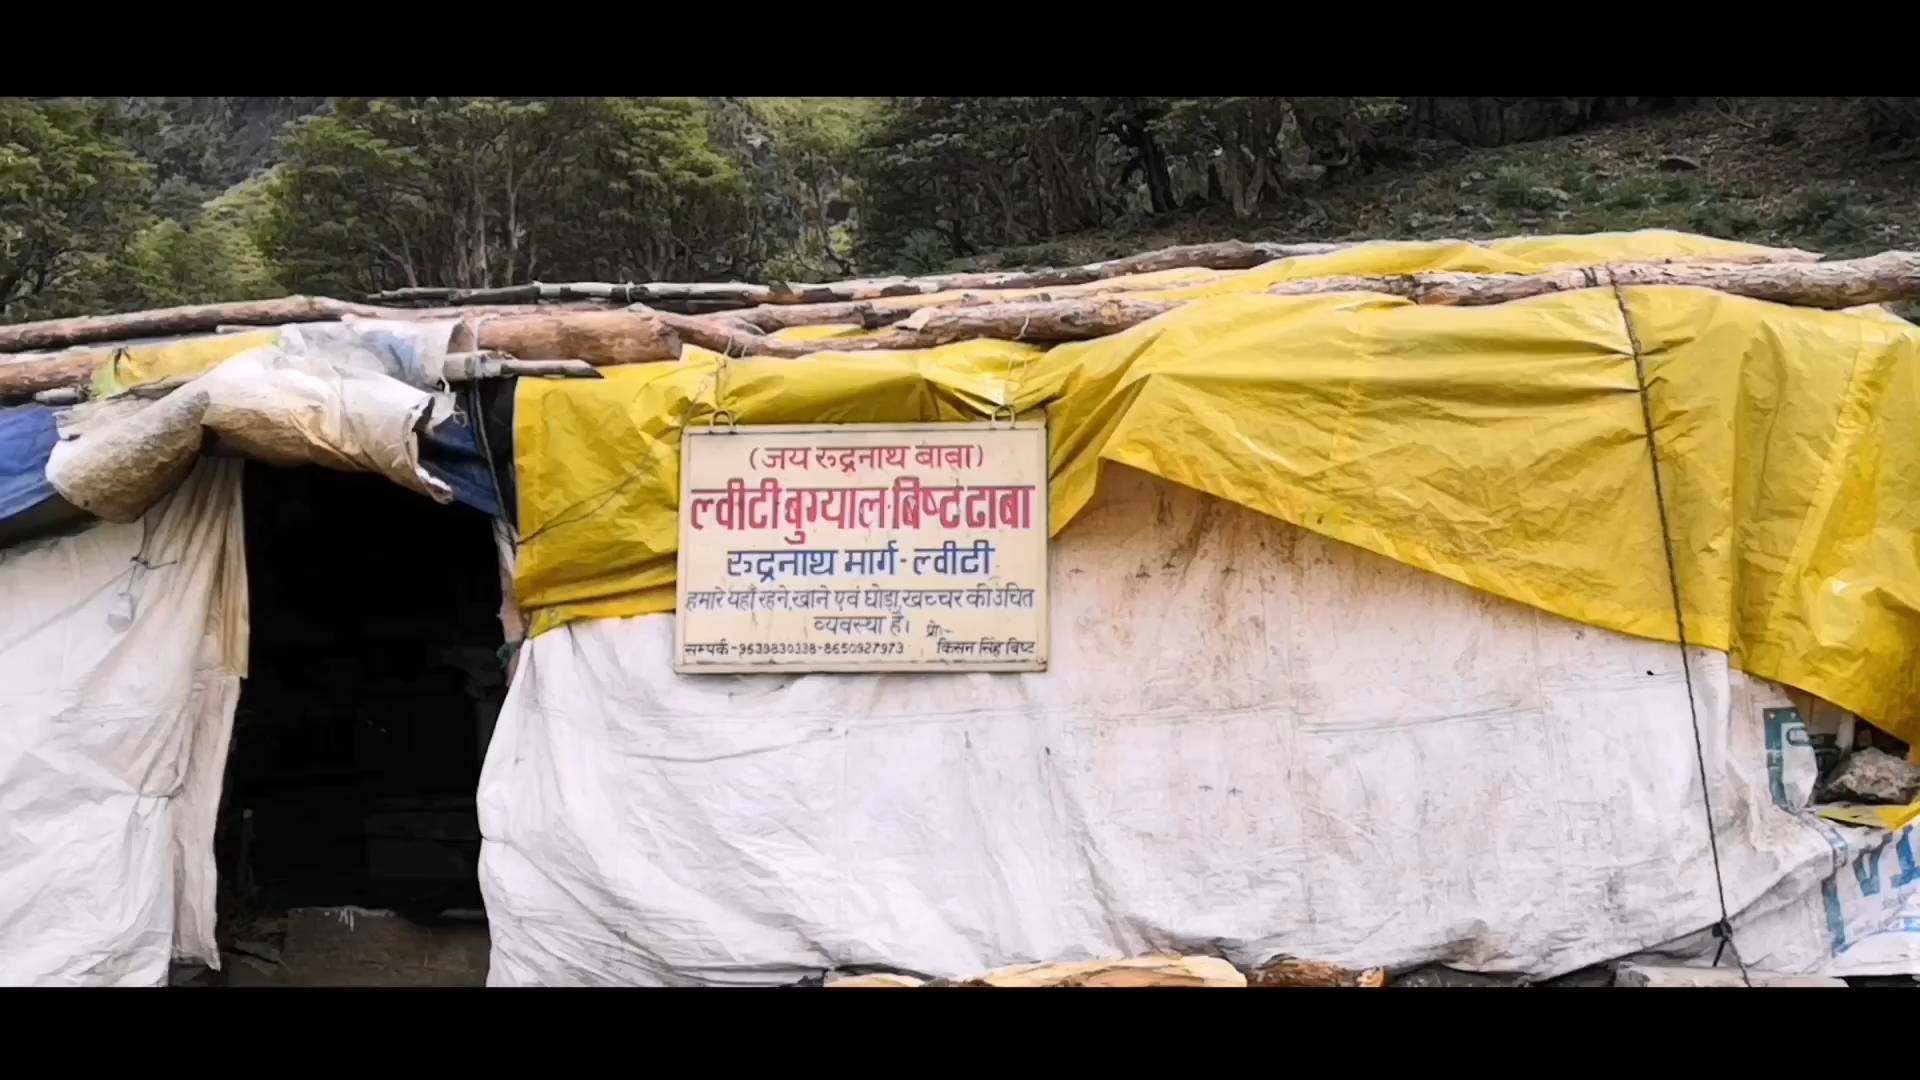 (जय रुद्रनाथ बाबा)
ल्वीटी बुग्याल बिष्ट ढाबा
रुद्रनाथ मार्ग - ल्वीटी
हमारे यहाँ रहने, खाने एवं घोड़ा, खच्चर की उचित
व्यवस्था है। प्रो:-
सम्पर्क - 9639830338-8650927973 किसन सिंह बिष्ट